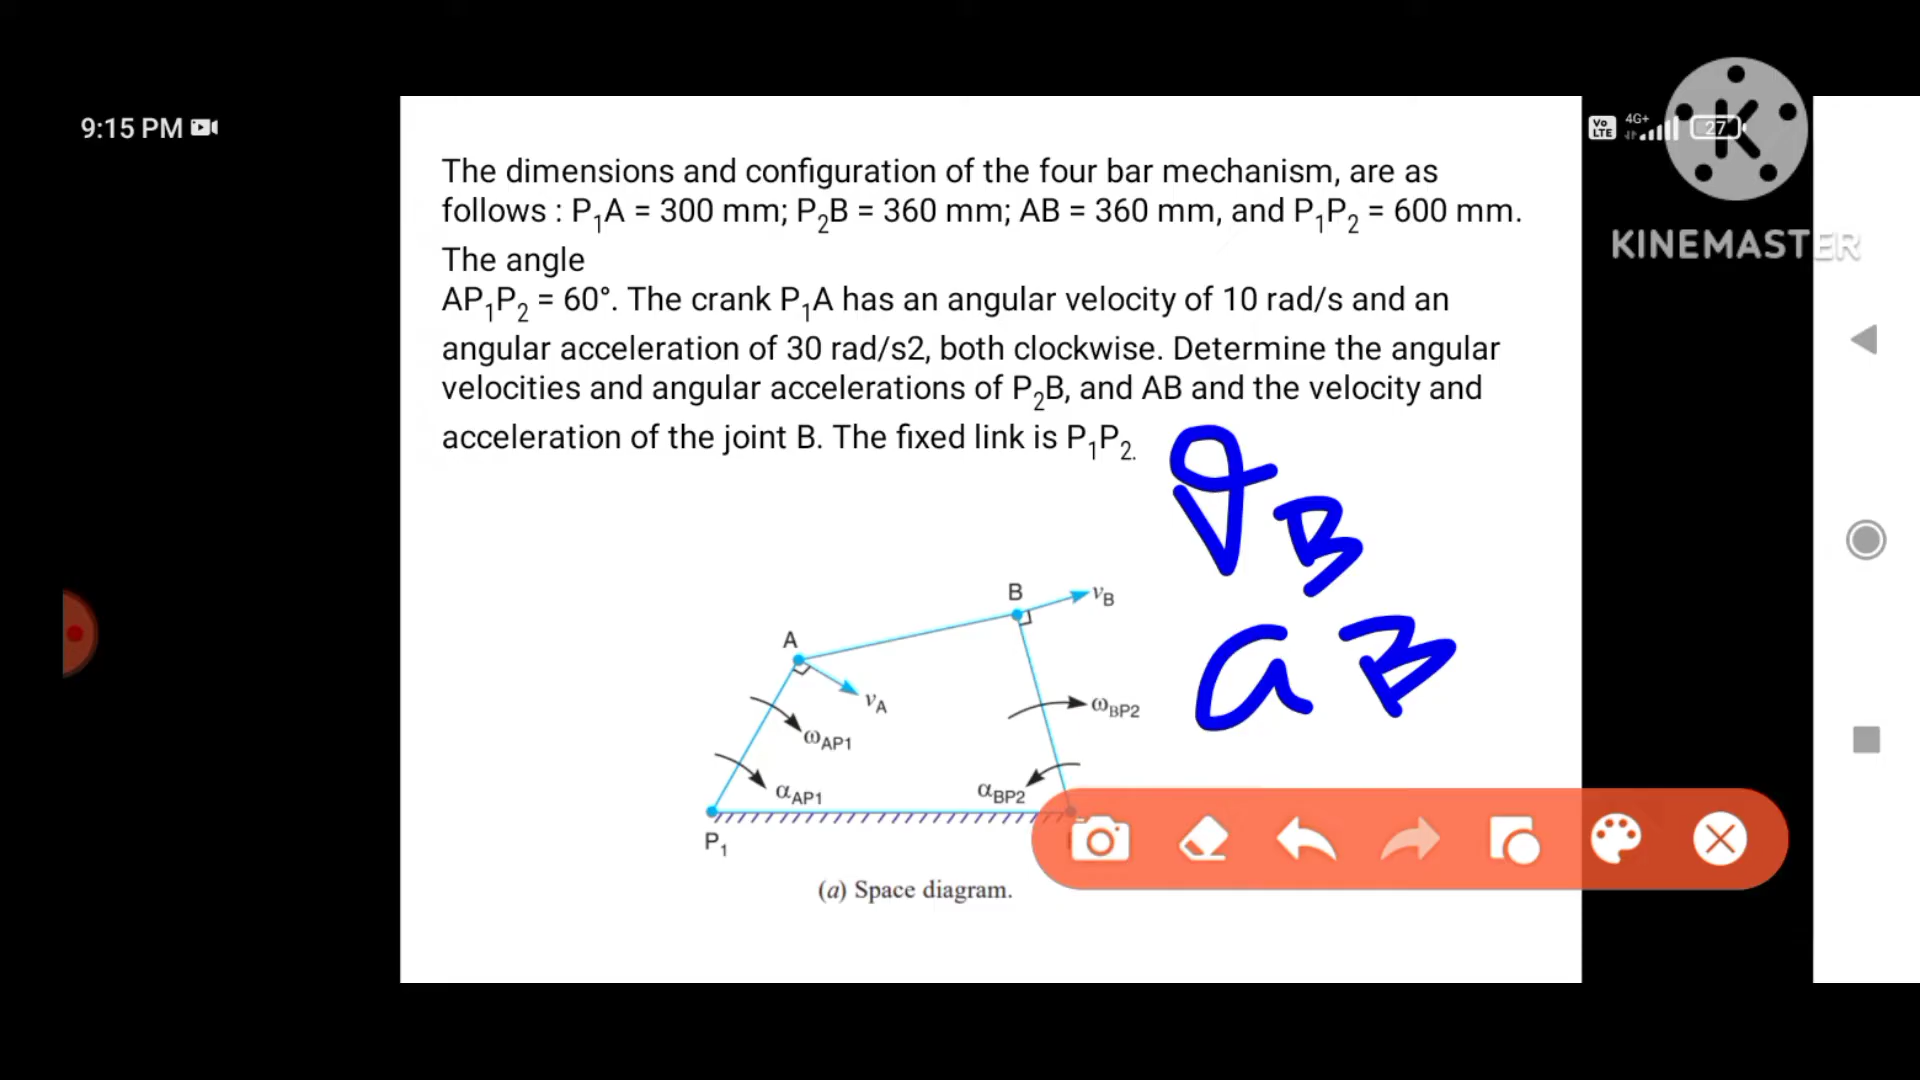 9:15 PM
Vo LTE 4G+ 27
KINEMASTER
The dimensions and configuration of the four bar mechanism, are as
follows : P₁A = 300 mm; P₂B = 360 mm; AB = 360 mm, and P₁P₂ = 600 mm.
The angle
AP₁P₂ = 60°. The crank P₁A has an angular velocity of 10 rad/s and an
angular acceleration of 30 rad/s2, both clockwise. Determine the angular
velocities and angular accelerations of P₂B, and AB and the velocity and
acceleration of the joint B. The fixed link is P₁P₂.
B
vB
A
vA
ωBP2
ωAP1
αAP1
αBP2
P₁
(a) Space diagram.
B
a B